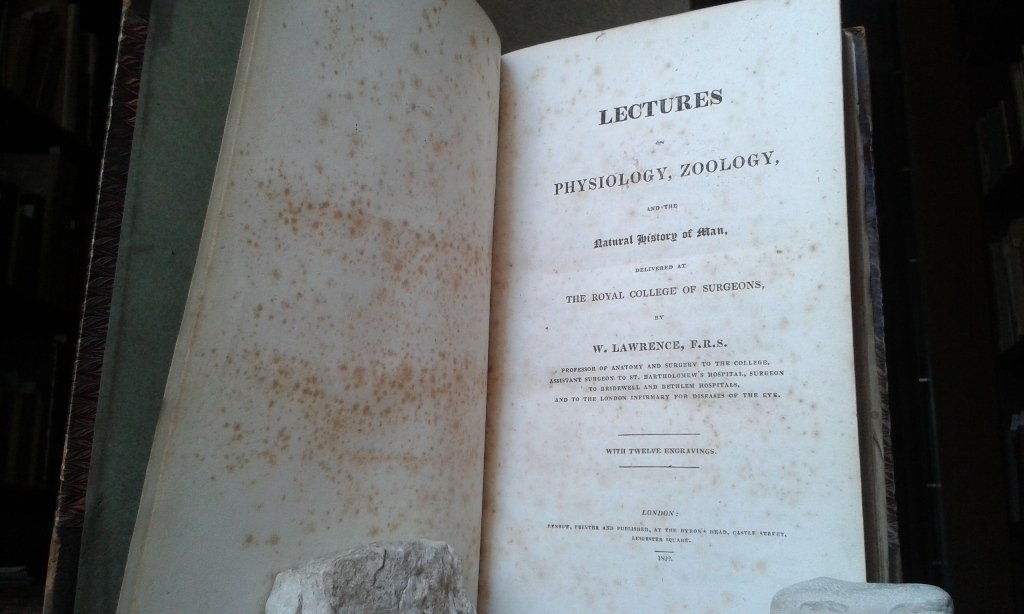 LECTURES
ON
PHYSIOLOGY, ZOOLOGY,
AND THE
Natural History of Man,
DELIVERED AT
THE ROYAL COLLEGE OF SURGEONS,
BY
W. LAWRENCE, F.R.S.
PROFESSOR OF ANATOMY AND SURGERY TO THE COLLEGE,
ASSISTANT SURGEON TO ST. BARTHOLOMEW'S HOSPITAL, SURGEON
TO BRIDEWELL AND BETHLEM HOSPITALS,
AND TO THE LONDON INFIRMARY FOR DISEASES OF THE EYE.
WITH TWELVE ENGRAVINGS.
LONDON:
BENBOW, PRINTER AND PUBLISHER, AT THE BYRON'S HEAD, CASTLE STREET,
LEICESTER SQUARE.
1822.